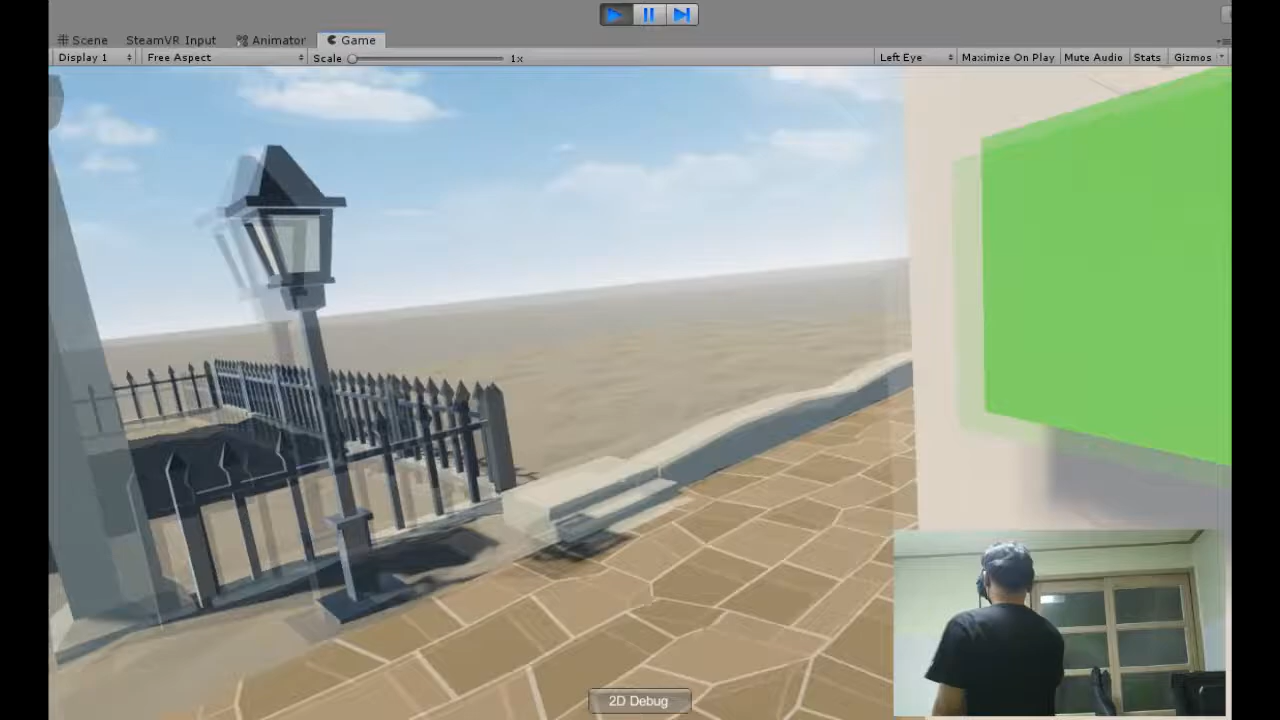 Scene SteamVR Input Animator Game
Display 1 Free Aspect Scale 1x Left Eye Maximize On Play Mute Audio Stats Gizmos
2D Debug